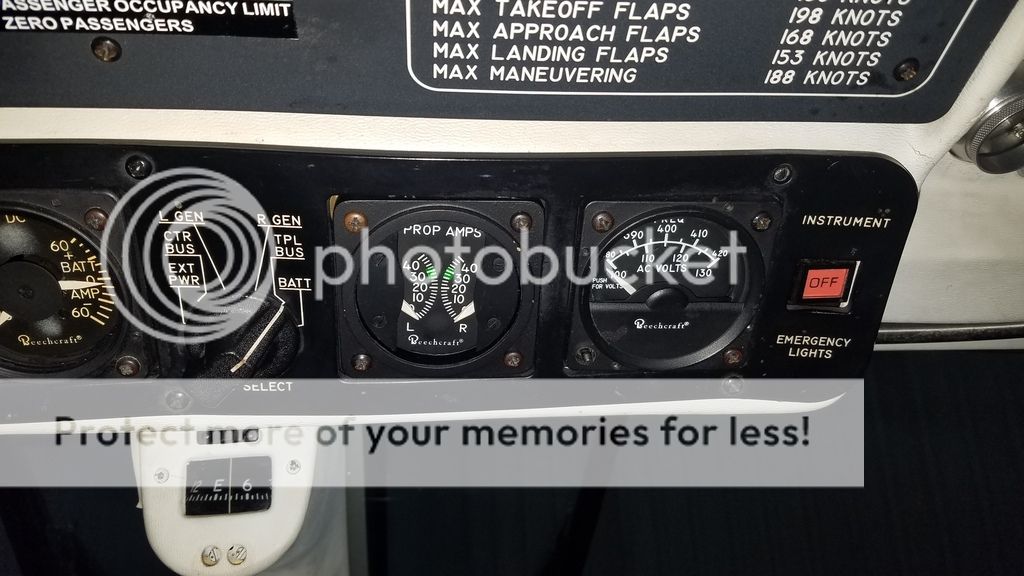 ASSENGER OCCUPANCY LIMIT
ZERO PASSENGERS
MAX TAKEOFF FLAPS 198 KNOTS
MAX APPROACH FLAPS 168 KNOTS
MAX LANDING FLAPS 153 KNOTS
MAX MANEUVERING 188 KNOTS
DC
60
+
BATT
AMP
60 -
Beechcraft
L GEN
R GEN
CTR
BUS
TPL
BUS
EXT
PWR
BATT
SELECT
PROP AMPS
40 40
30 30
20 20
10 10
L R
Beechcraft®
FREQ
380 390 400 410 420
100 110 120 130
AC VOLTS
PUSH
FOR VOLTS
Beechcraft®
INSTRUMENT
OFF
EMERGENCY
LIGHTS
photobucket
Protect more of your memories for less!
12 E 6 3